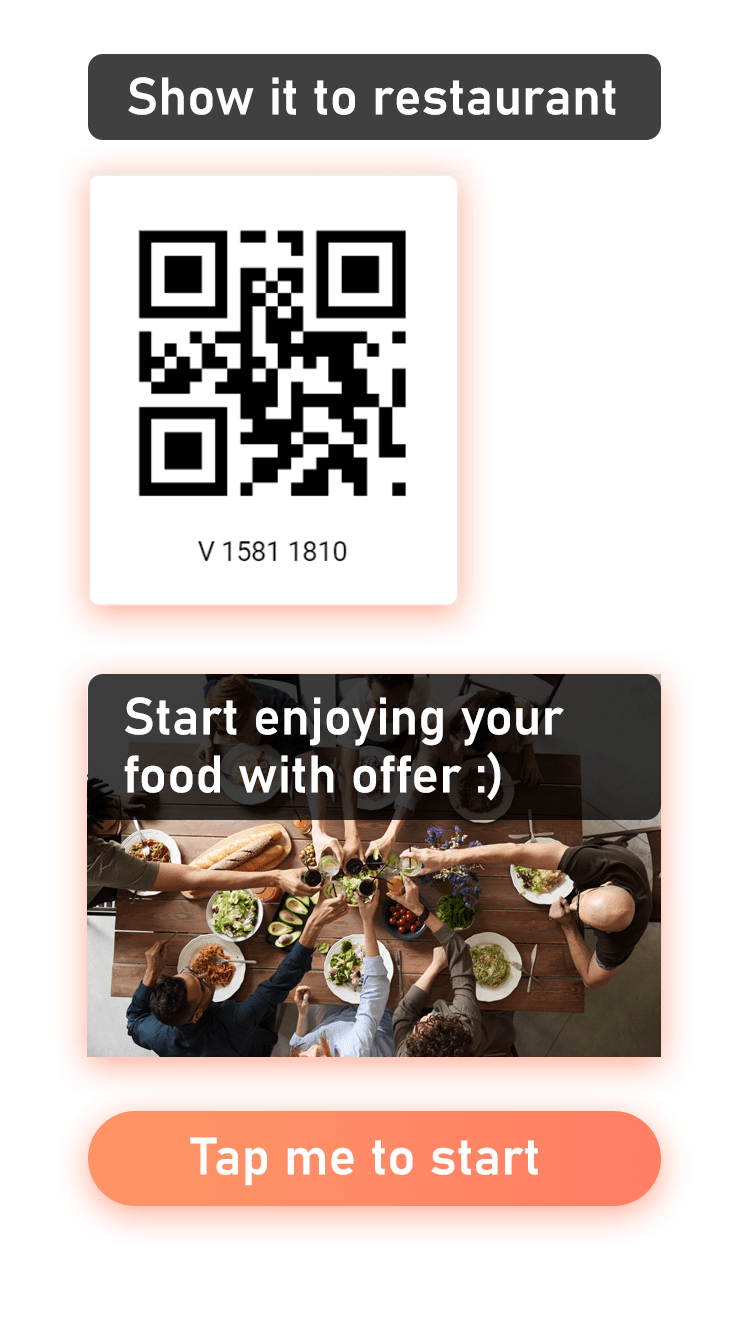 Show it to restaurant
V 1581 1810
Start enjoying your
food with offer :)
Tap me to start